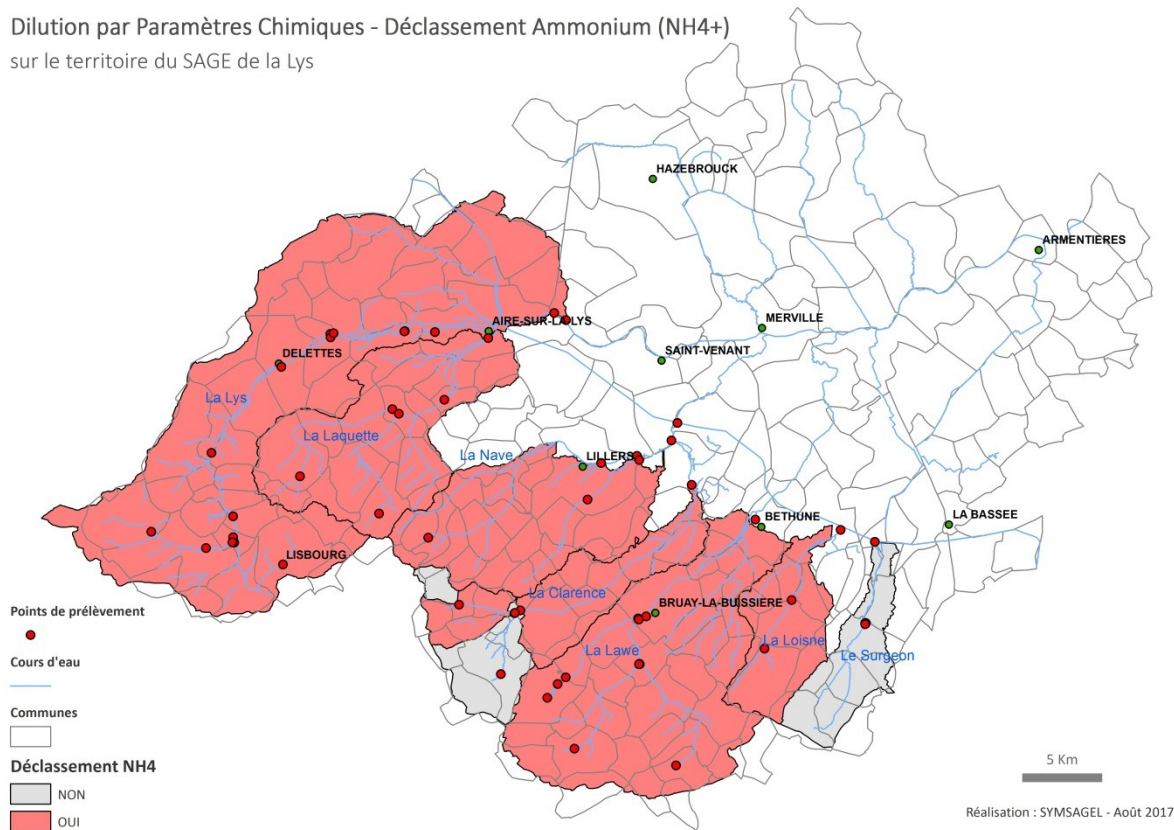 Dilution par Paramètres Chimiques - Déclassement Ammonium (NH4+)
sur le territoire du SAGE de la Lys
HAZEBROUCK
ARMENTIERES
AIRE-SUR-LA-LYS
MERVILLE
SAINT-VENANT
DELETTES
La Lys
La Laquette
La Nave
LILLERS
LA BASSEE
BETHUNE
LISBOURG
La Clarence
BRUAY-LA-BUISSIERE
La Loisne
La Lawe
Le Surgeon
Points de prélèvement
Cours d'eau
Communes
Déclassement NH4
NON
OUI
5 Km
Réalisation : SYMSAGEL - Août 2017